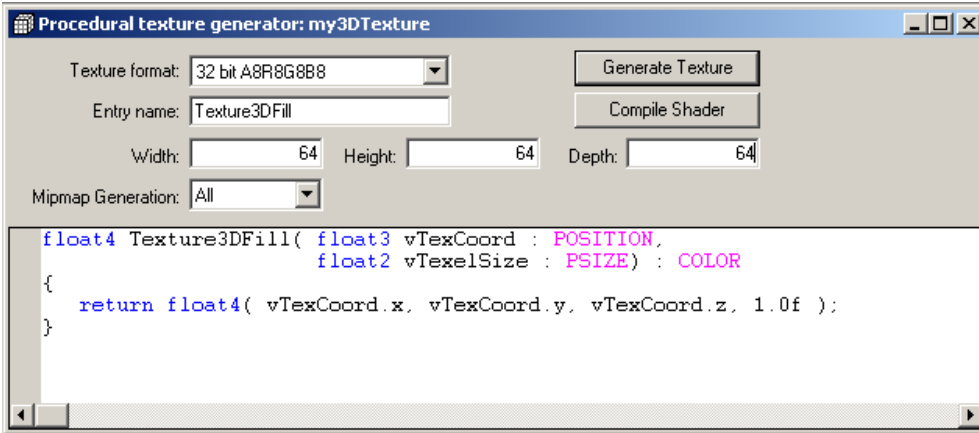 Procedural texture generator: my3DTexture
Texture format: 32 bit A8R8G8B8 Generate Texture
Entry name: Texture3DFill Compile Shader
Width: 64 Height: 64 Depth: 64
Mipmap Generation: All
float4 Texture3DFill( float3 vTexCoord : POSITION,
float2 vTexelSize : PSIZE) : COLOR
{
return float4( vTexCoord.x, vTexCoord.y, vTexCoord.z, 1.0f );
}